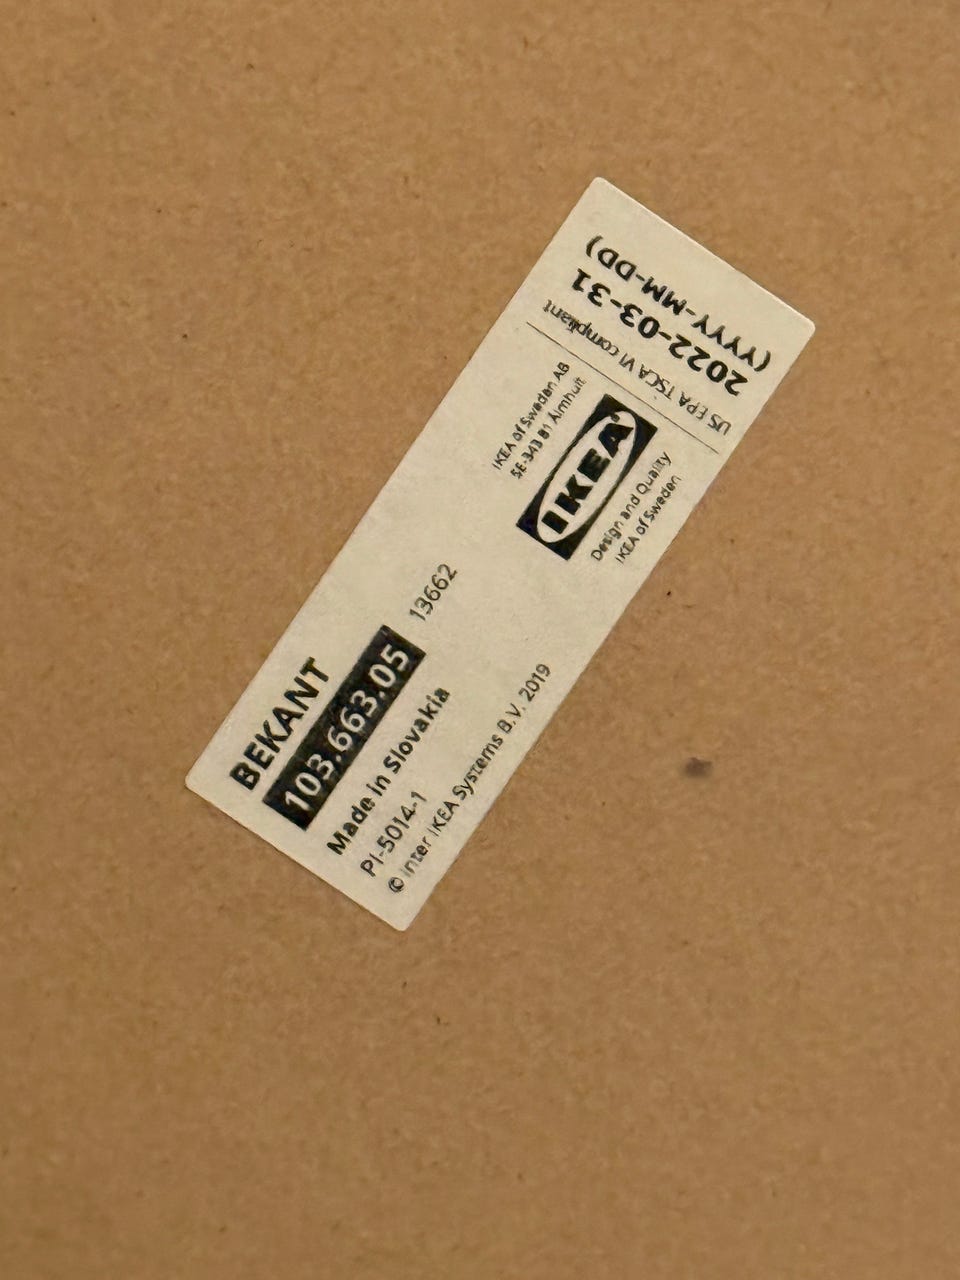 BEKANT
103.663.05
13662
Made in Slovakia
PI-5014-1
© Inter IKEA Systems B.V. 2019
IKEA of Sweden AB
SE-343 81 Älmhult
IKEA®
Design and Quality
IKEA of Sweden
US EPA TSCA VI compliant
2022-03-31
(YYYY-MM-DD)